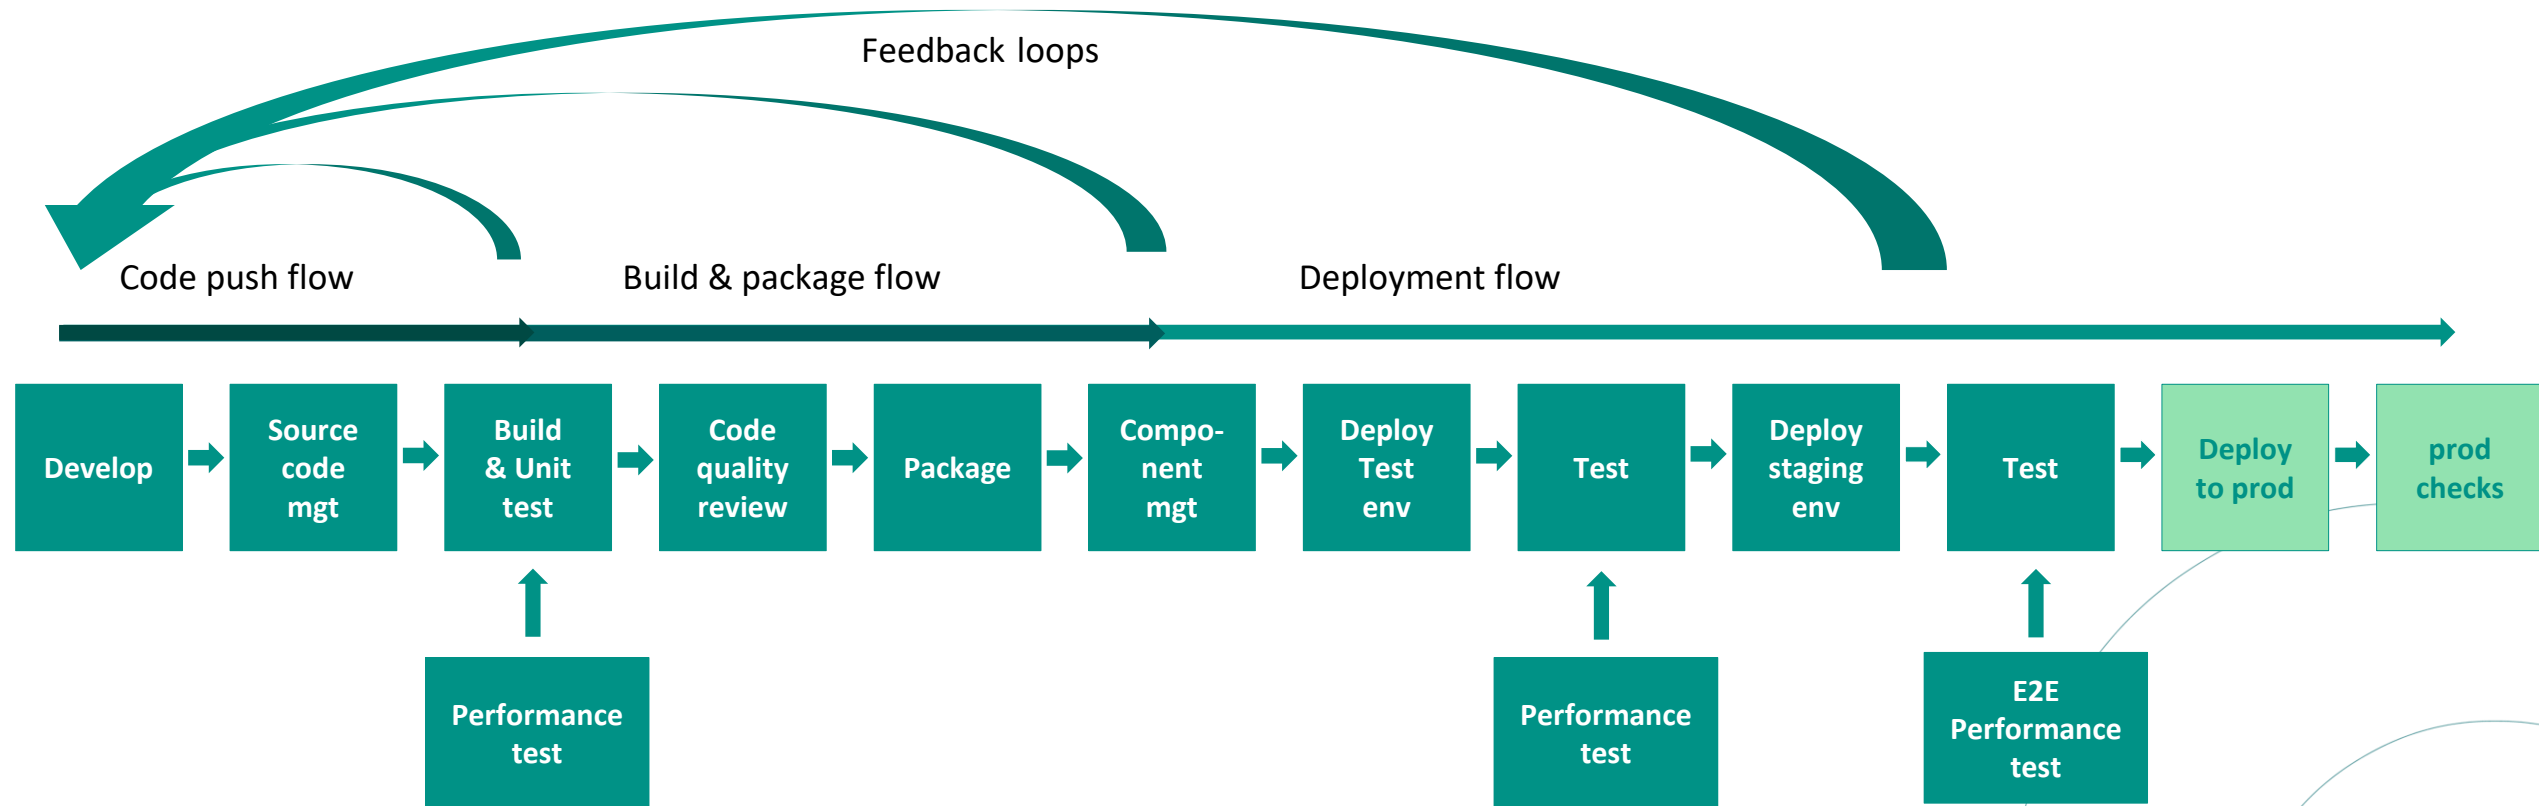 Feedback loops
Code push flow
Build & package flow
Deployment flow
Develop
Source
code
mgt
Build
& Unit
test
Code
quality
review
Package
Compo-
nent
mgt
Deploy
Test
env
Test
Deploy
staging
env
Test
Deploy
to prod
prod
checks
Performance
test
Performance
test
E2E
Performance
test